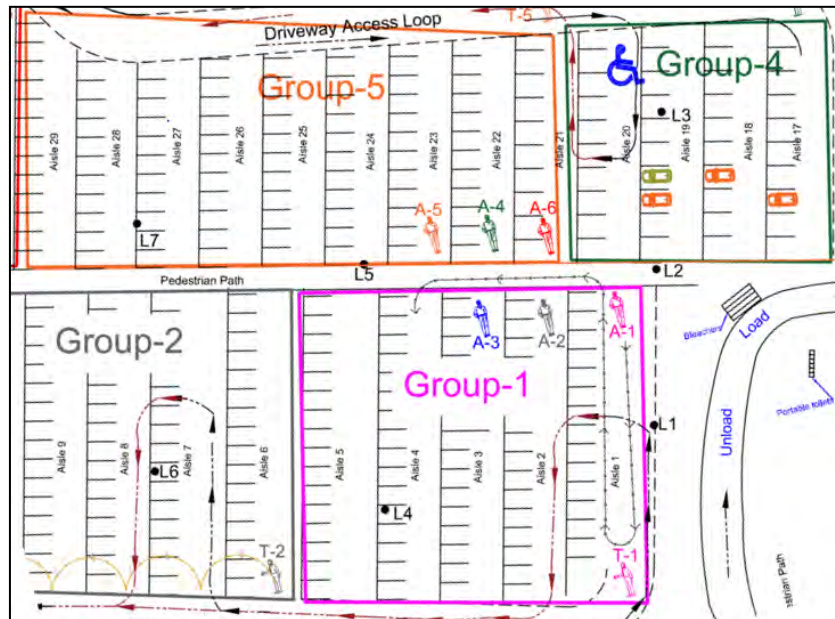 T-5
Driveway Access Loop
Group-5
Group-4
L3
Aisle 29
Aisle 28
Aisle 27
Aisle 26
Aisle 25
Aisle 24
Aisle 23
Aisle 22
Aisle 21
Aisle 20
Aisle 19
Aisle 18
Aisle 17
A-5
A-4
A-6
L7
L5
L2
Pedestrian Path
Group-2
A-3
A-2
A-1
Group-1
Bleachers
Load
Portable toilets
Unload
L1
Aisle 9
Aisle 8
Aisle 7
Aisle 6
Aisle 5
Aisle 4
Aisle 3
Aisle 2
Aisle 1
L6
L4
T-2
T-1
Path